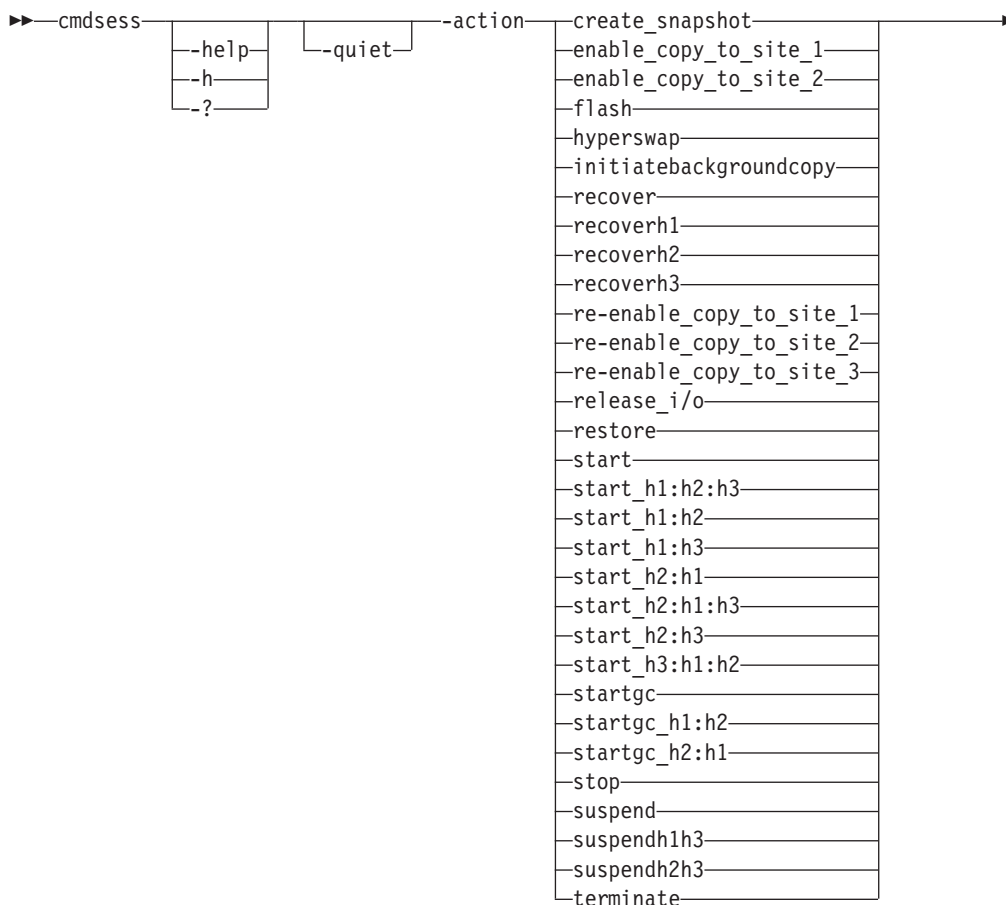 cmdsess -action create_snapshot
-help -quiet enable_copy_to_site_1
-h enable_copy_to_site_2
-? flash
hyperswap
initiatebackgroundcopy
recover
recoverh1
recoverh2
recoverh3
re-enable_copy_to_site_1
re-enable_copy_to_site_2
re-enable_copy_to_site_3
release_i/o
restore
start
start_h1:h2:h3
start_h1:h2
start_h1:h3
start_h2:h1
start_h2:h1:h3
start_h2:h3
start_h3:h1:h2
startgc
startgc_h1:h2
startgc_h2:h1
stop
suspend
suspendh1h3
suspendh2h3
terminate